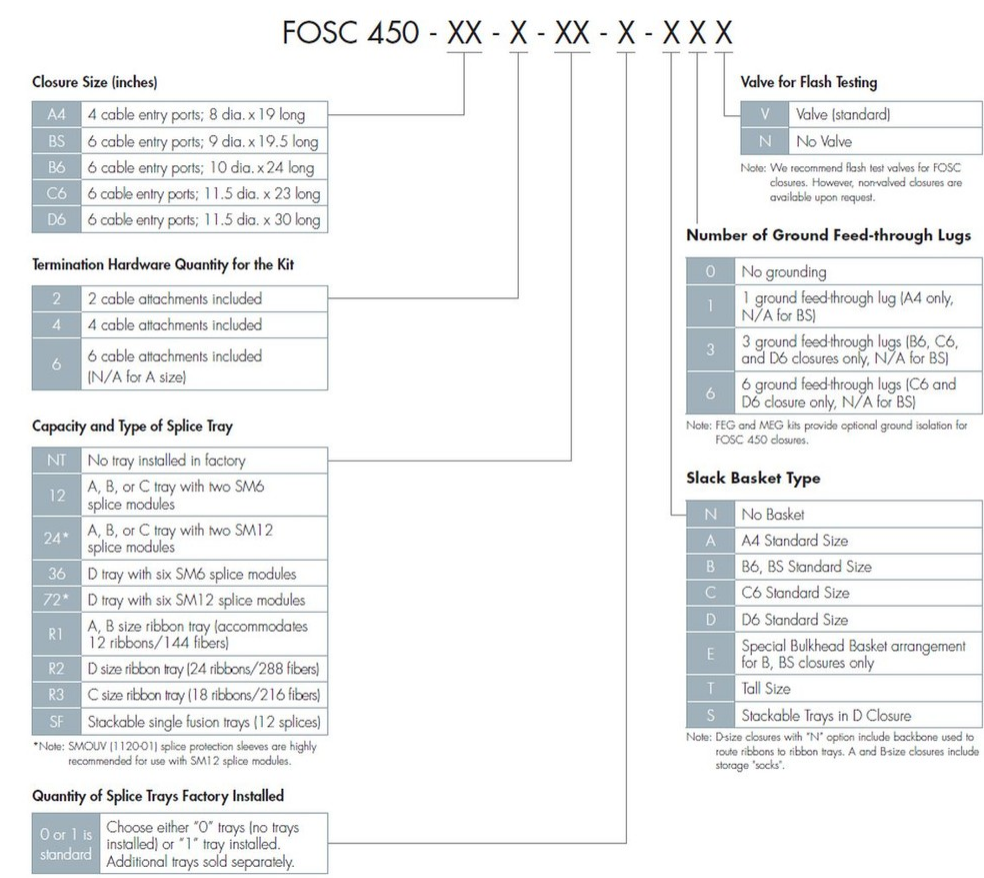 FOSC 450 - XX - X - XX - X - X X X
Closure Size (inches)
A4 4 cable entry ports; 8 dia. x 19 long
BS 6 cable entry ports; 9 dia. x 19.5 long
B6 6 cable entry ports; 10 dia. x 24 long
C6 6 cable entry ports; 11.5 dia. x 23 long
D6 6 cable entry ports; 11.5 dia. x 30 long
Termination Hardware Quantity for the Kit
2 2 cable attachments included
4 4 cable attachments included
6 6 cable attachments included
(N/A for A size)
Capacity and Type of Splice Tray
NT No tray installed in factory
12 A, B, or C tray with two SM6
splice modules
24* A, B, or C tray with two SM12
splice modules
36 D tray with six SM6 splice modules
72* D tray with six SM12 splice modules
R1 A, B size ribbon tray (accommodates
12 ribbons/144 fibers)
R2 D size ribbon tray (24 ribbons/288 fibers)
R3 C size ribbon tray (18 ribbons/216 fibers)
SF Stackable single fusion trays (12 splices)
*Note: SMOUV (1120-01) splice protection sleeves are highly
recommended for use with SM12 splice modules.
Quantity of Splice Trays Factory Installed
0 or 1 is
standard
Choose either "0" trays (no trays
installed) or "1" tray installed.
Additional trays sold separately.
Valve for Flash Testing
V Valve (standard)
N No Valve
Note: We recommend flash test valves for FOSC
closures. However, non-valved closures are
available upon request.
Number of Ground Feed-through Lugs
0 No grounding
1 1 ground feed-through lug (A4 only,
N/A for BS)
3 3 ground feed-through lugs (B6, C6,
and D6 closures only, N/A for BS)
6 6 ground feed-through lugs (C6 and
D6 closure only, N/A for BS)
Note: FEG and MEG kits provide optional ground isolation for
FOSC 450 closures.
Slack Basket Type
N No Basket
A A4 Standard Size
B B6, BS Standard Size
C C6 Standard Size
D D6 Standard Size
E Special Bulkhead Basket arrangement
for B, BS closures only
T Tall Size
S Stackable Trays in D Closure
Note: D-size closures with "N" option include backbone used to
route ribbons to ribbon trays. A and B-size closures include
storage "socks".